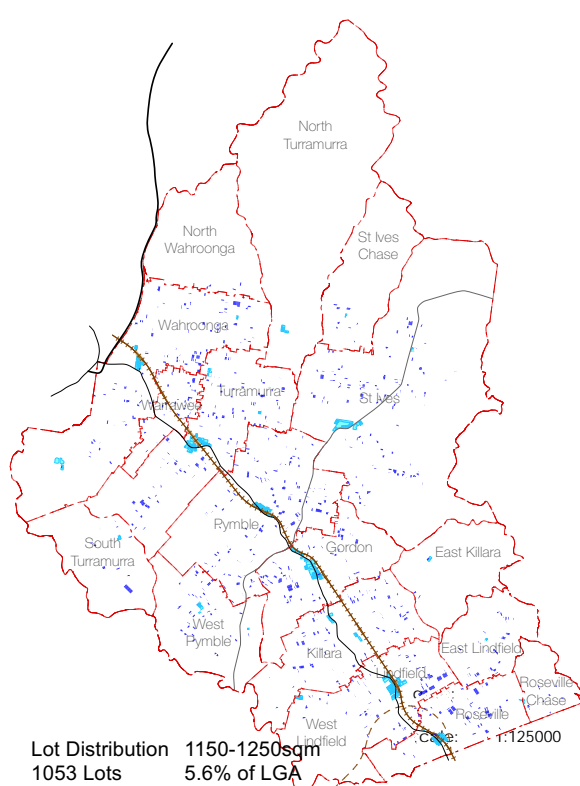 North
Turramurra
North
Wahroonga
St Ives
Chase
Wahroonga
Turramurra
St Ives
Warrawee
Pymble
Gordon
South
Turramurra
East Killara
West
Pymble
Killara
East Lindfield
Lindfield
Roseville
Chase
Roseville
West
Lindfield
1:125000
Lot Distribution 1150-1250sqm
1053 Lots 5.6% of LGA